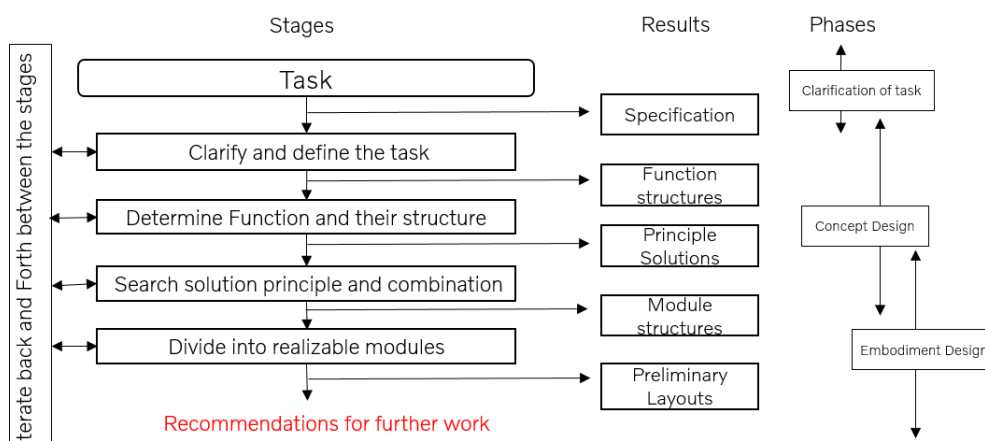 Stages
Results
Phases
Task
Clarification of task
Specification
Clarify and define the task
Function
structures
Determine Function and their structure
Principle
Solutions
Concept Design
Search solution principle and combination
Module
structures
Divide into realizable modules
Embodiment Design
Preliminary
Layouts
Recommendations for further work
terate back and Forth between the stages